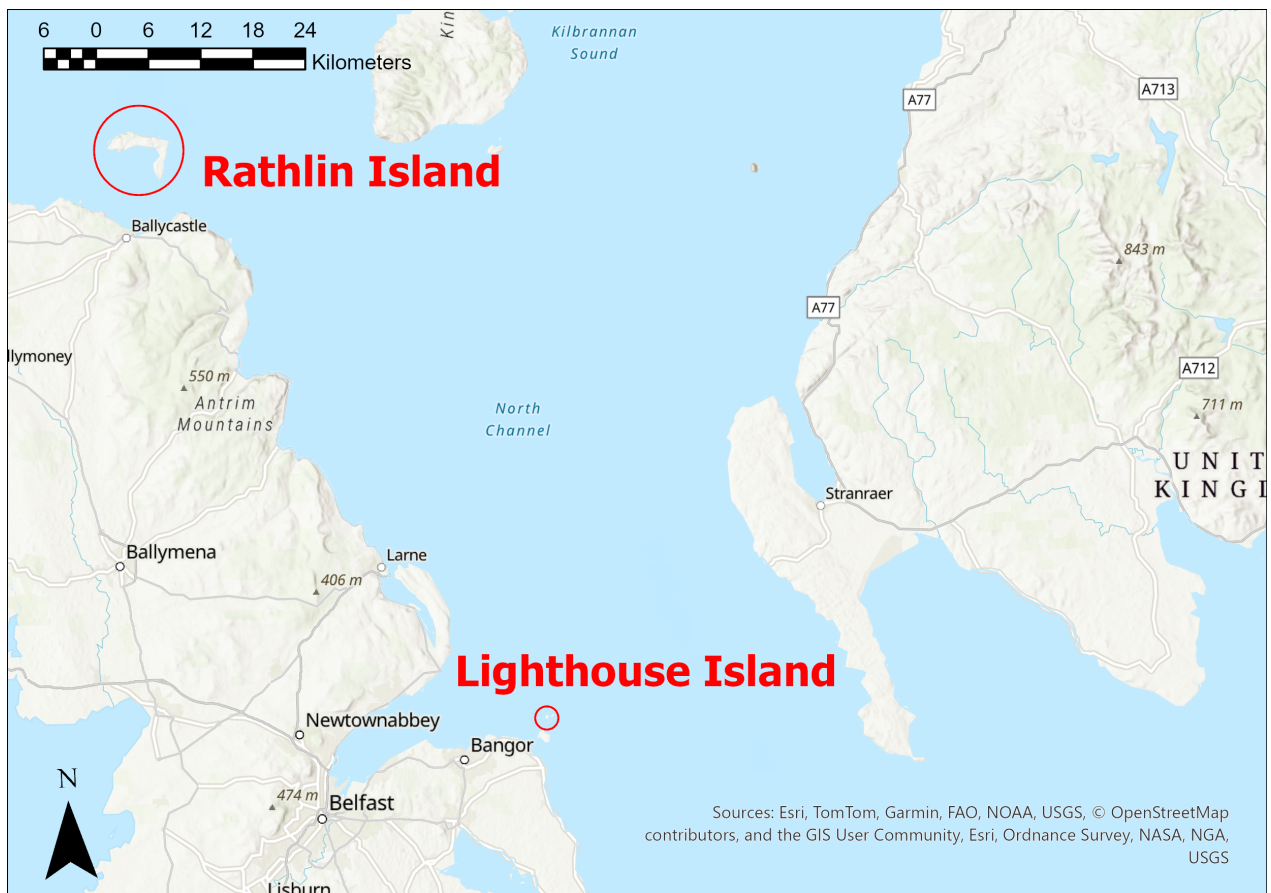 6 0 6 12 18 24
Kilometers
Kin
Kilbrannan
Sound
A77
A713
Rathlin Island
Ballycastle
843 m
A77
llymoney
550 m
Antrim
Mountains
North
Channel
A712
711 m
UNIT
KINGD
Stranraer
Ballymena
Larne
406 m
Lighthouse Island
Newtownabbey
Bangor
N
474 m
Belfast
Sources: Esri, TomTom, Garmin, FAO, NOAA, USGS, © OpenStreetMap
contributors, and the GIS User Community, Esri, Ordnance Survey, NASA, NGA,
USGS
Lisburn